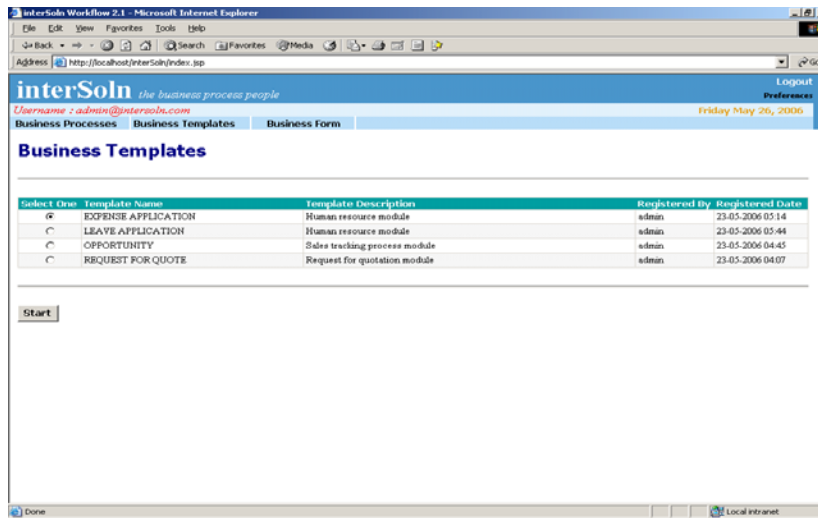 interSoln Workflow 2.1 - Microsoft Internet Explorer
File Edit View Favorites Tools Help
Back Search Favorites Media
Address http://localhost/interSoln/index.jsp
interSoln the business process people Logout
Preferences
Username : admin@intersoln.com Friday May 26, 2006
Business Processes Business Templates Business Form
Business Templates
Select One Template Name Template Description Registered By Registered Date
EXPENSE APPLICATION Human resource module admin 23-05-2006 05:14
LEAVE APPLICATION Human resource module admin 23-05-2006 05:44
OPPORTUNITY Sales tracking process module admin 23-05-2006 04:45
REQUEST FOR QUOTE Request for quotation module admin 23-05-2006 04:07
Start
Done Local intranet